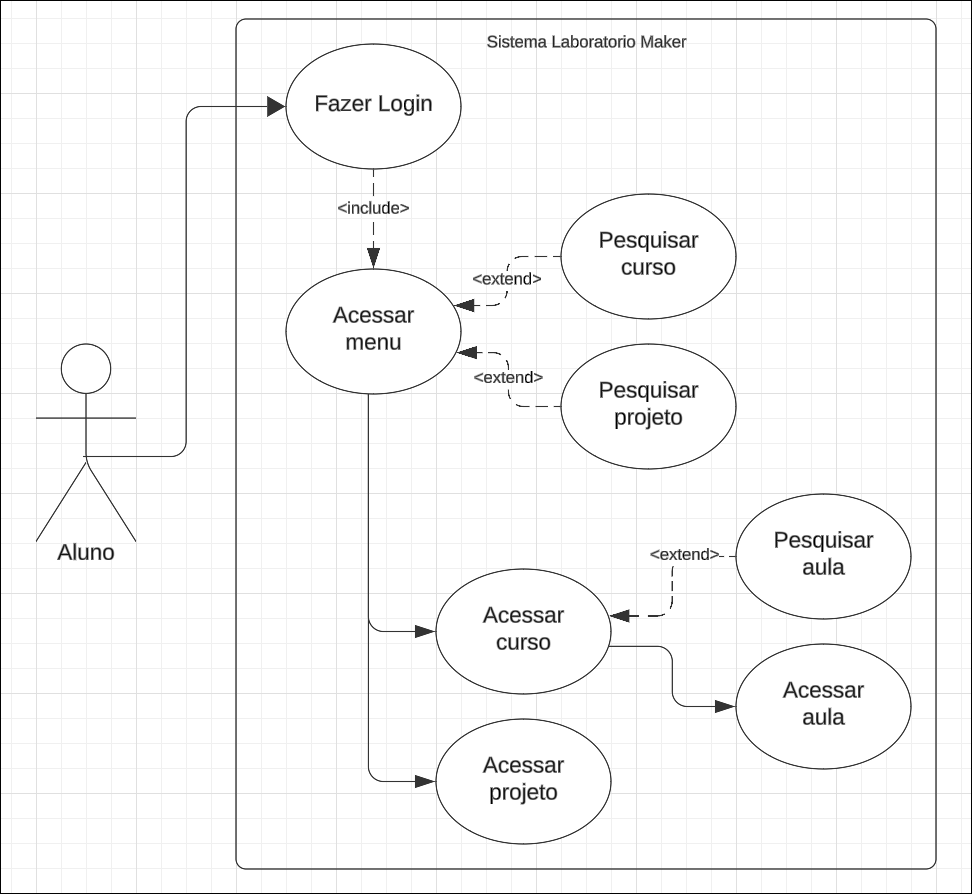 Sistema Laboratorio Maker
Fazer Login
<include>
Pesquisar
curso
<extend>
Acessar
menu
<extend>
Pesquisar
projeto
Aluno
Pesquisar
aula
<extend>
Acessar
curso
Acessar
aula
Acessar
projeto